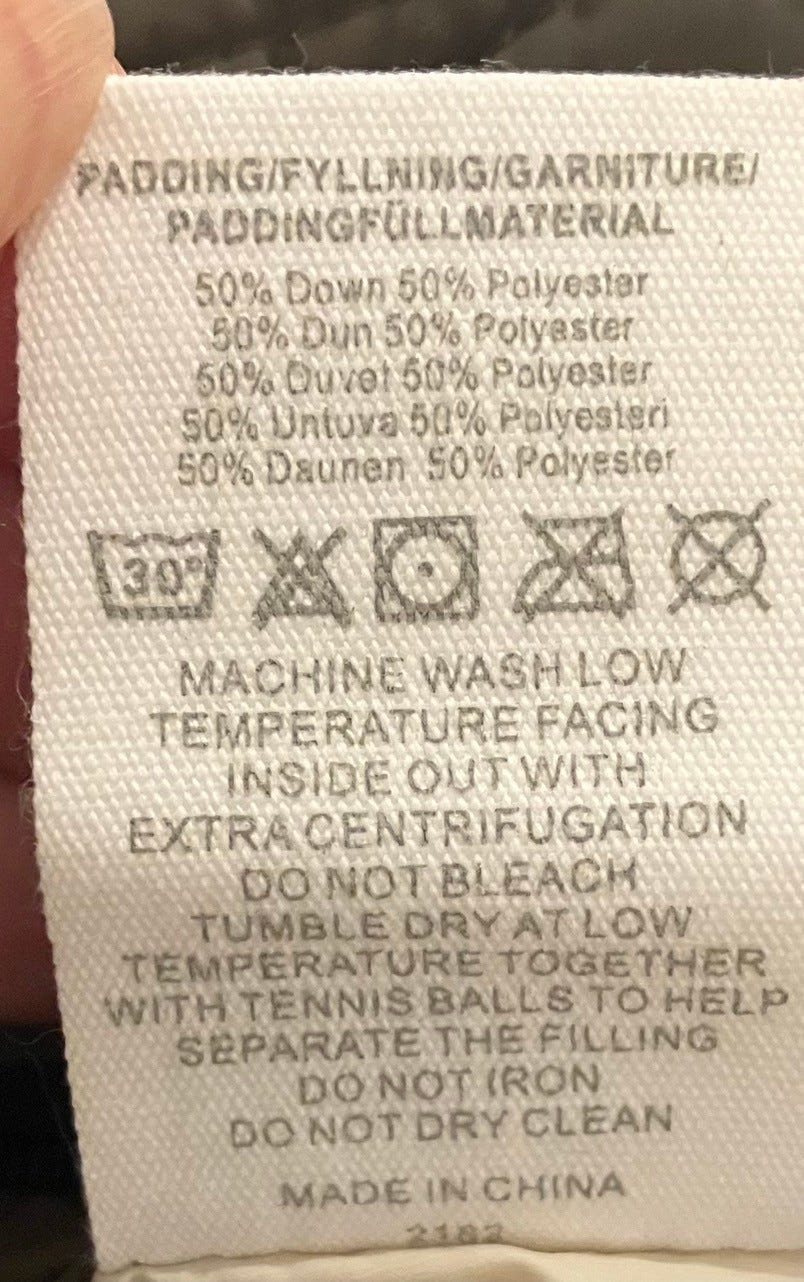 PADDING/FYLLNING/GARNITURE/
PADDINGFÜLLMATERIAL
50% Down 50% Polyester
50% Dun 50% Polyester
50% Duvet 50% Polyester
50% Untuva 50% Polyesteri
50% Daunen 50% Polyester
30°
MACHINE WASH LOW
TEMPERATURE FACING
INSIDE OUT WITH
EXTRA CENTRIFUGATION
DO NOT BLEACH
TUMBLE DRY AT LOW
TEMPERATURE TOGETHER
WITH TENNIS BALLS TO HELP
SEPARATE THE FILLING
DO NOT IRON
DO NOT DRY CLEAN
MADE IN CHINA